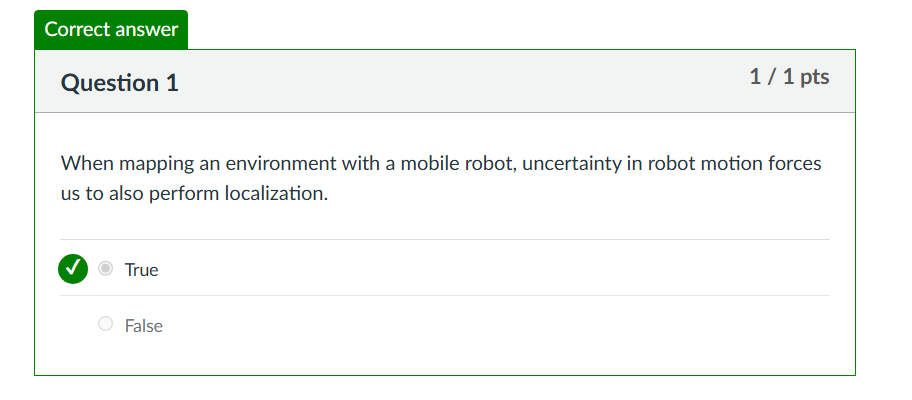 Correct answer
Question 1
1 / 1 pts
When mapping an environment with a mobile robot, uncertainty in robot motion forces
us to also perform localization.
True
False